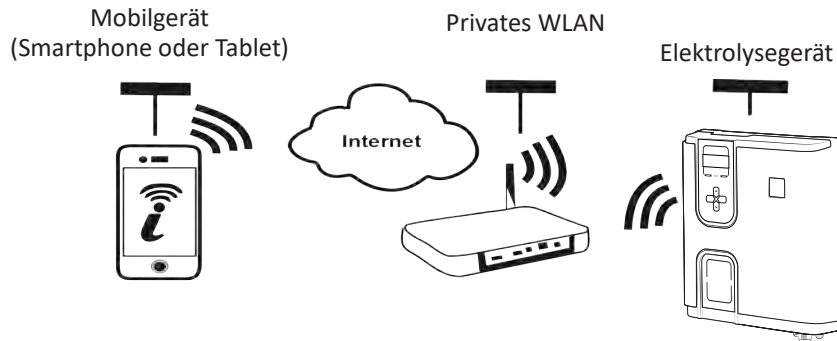 Mobilgerät
(Smartphone oder Tablet)
Privates WLAN
Elektrolysegerät
Internet